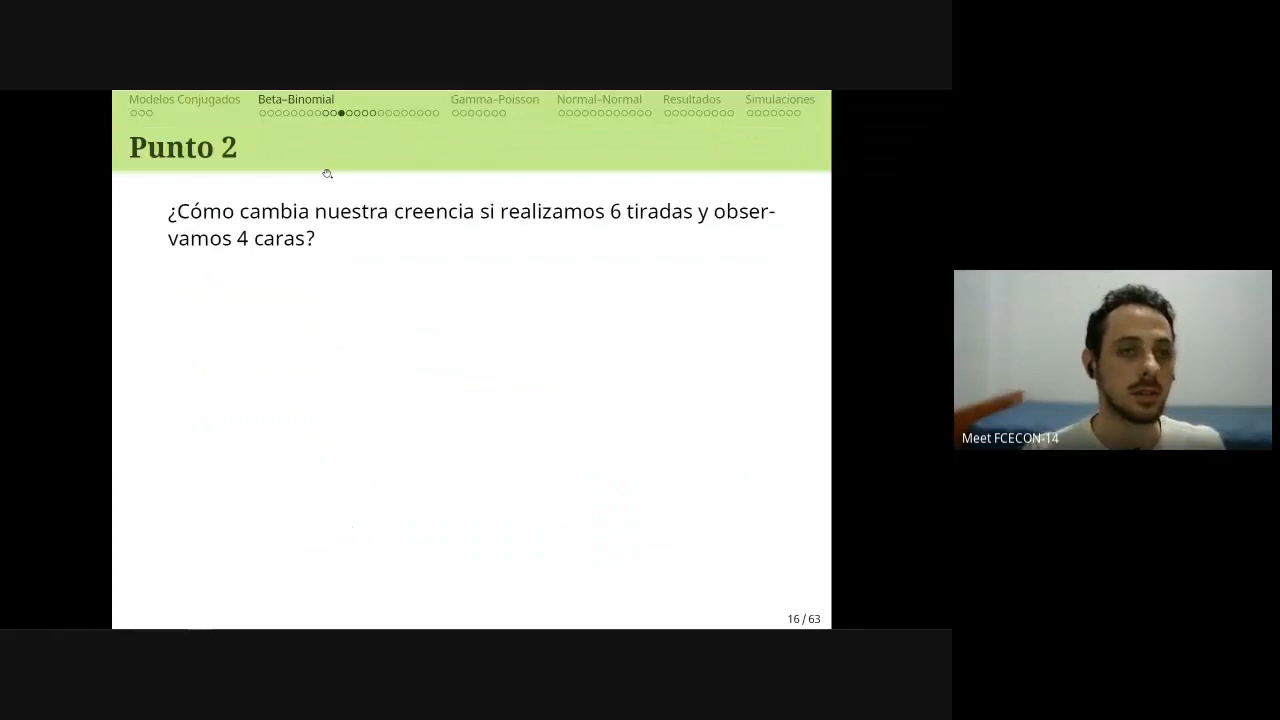 Modelos Conjugados Beta–Binomial Gamma–Poisson Normal–Normal Resultados Simulaciones
Punto 2
¿Cómo cambia nuestra creencia si realizamos 6 tiradas y obser-
vamos 4 caras?
Meet FCECON-14
16 / 63